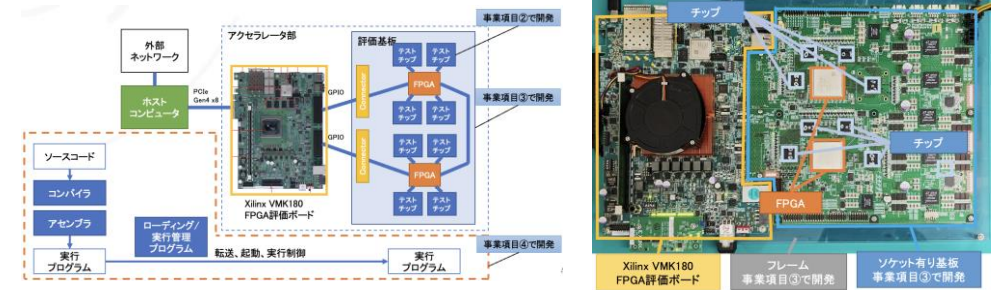 事業項目②で開発
アクセラレータ部
外部
ネットワーク
評価基板
テスト
チップ
テスト
チップ
PCIe
Gen4 x8
GPIO
Connector
FPGA
ホスト
コンピュータ
テスト
チップ
テスト
チップ
事業項目③で開発
GPIO
テスト
チップ
テスト
チップ
Connector
FPGA
ソースコード
テスト
チップ
テスト
チップ
コンパイラ
Xilinx VMK180
FPGA評価ボード
アセンブラ
ローディング/
実行管理
プログラム
事業項目④で開発
実行
プログラム
転送、起動、実行制御
実行
プログラム
チップ
チップ
FPGA
Xilinx VMK180
FPGA評価ボード
フレーム
事業項目③で開発
ソケット有り基板
事業項目③で開発